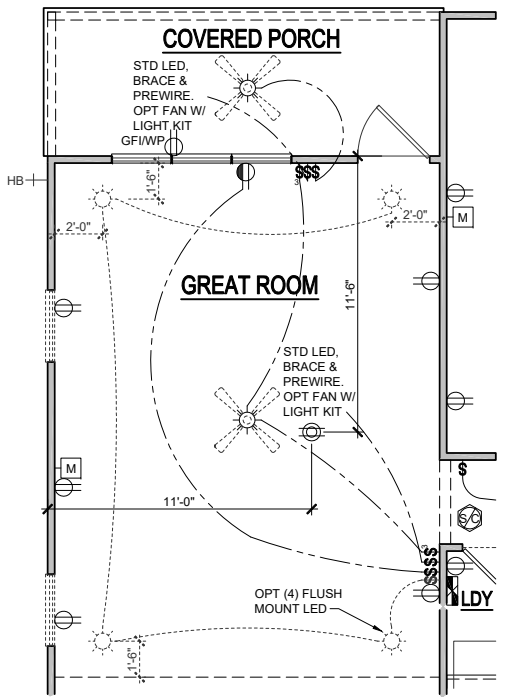 COVERED PORCH
STD LED,
BRACE &
PREWIRE.
OPT FAN W/
LIGHT KIT
GFI/WP
$$$
3
HB
1'-6"
2'-0"
2'-0"
M
GREAT ROOM
11'-6"
STD LED,
BRACE &
PREWIRE.
OPT FAN W/
LIGHT KIT
M
$
11'-0"
S/C
3
$$$$
$$$
OPT (4) FLUSH
MOUNT LED
LDY
1'-6"